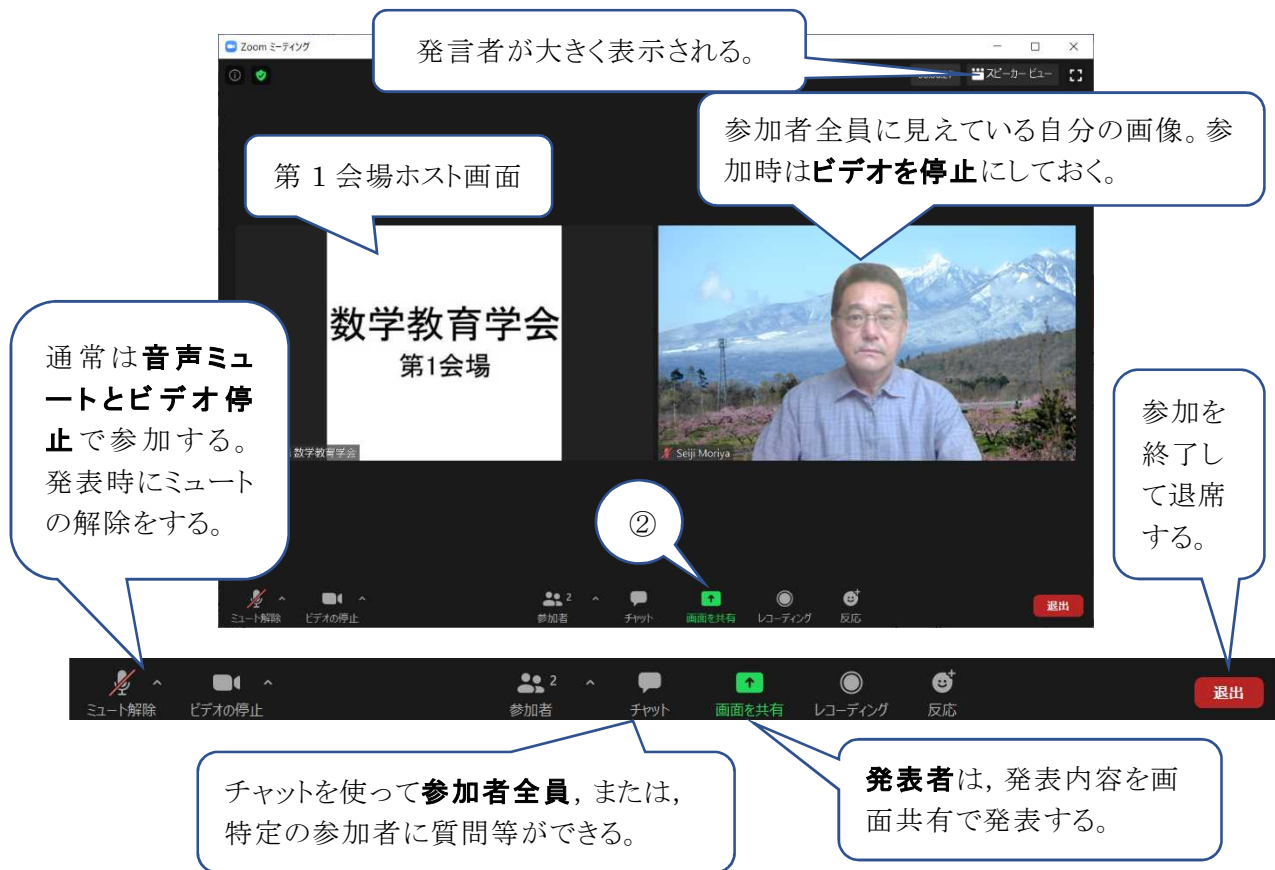 Zoom ミーティング
発言者が大きく表示される。
スピーカー ビュー
参加者全員に見えている自分の画像。参
加時はビデオを停止にしておく。
第 1 会場ホスト画面
数学教育学会
第1会場
数学教育学会
Seiji Moriya
通常は音声ミュ
ートとビデオ停
止で参加する。
発表時にミュート
の解除をする。
参加を
終了し
て退席
する。
②
ミュート解除
ビデオの停止
2
参加者
チャット
画面を共有
レコーディング
反応
退出
ミュート解除
ビデオの停止
2
参加者
チャット
画面を共有
レコーディング
反応
退出
チャットを使って参加者全員, または,
特定の参加者に質問等ができる。
発表者は, 発表内容を画
面共有で発表する。